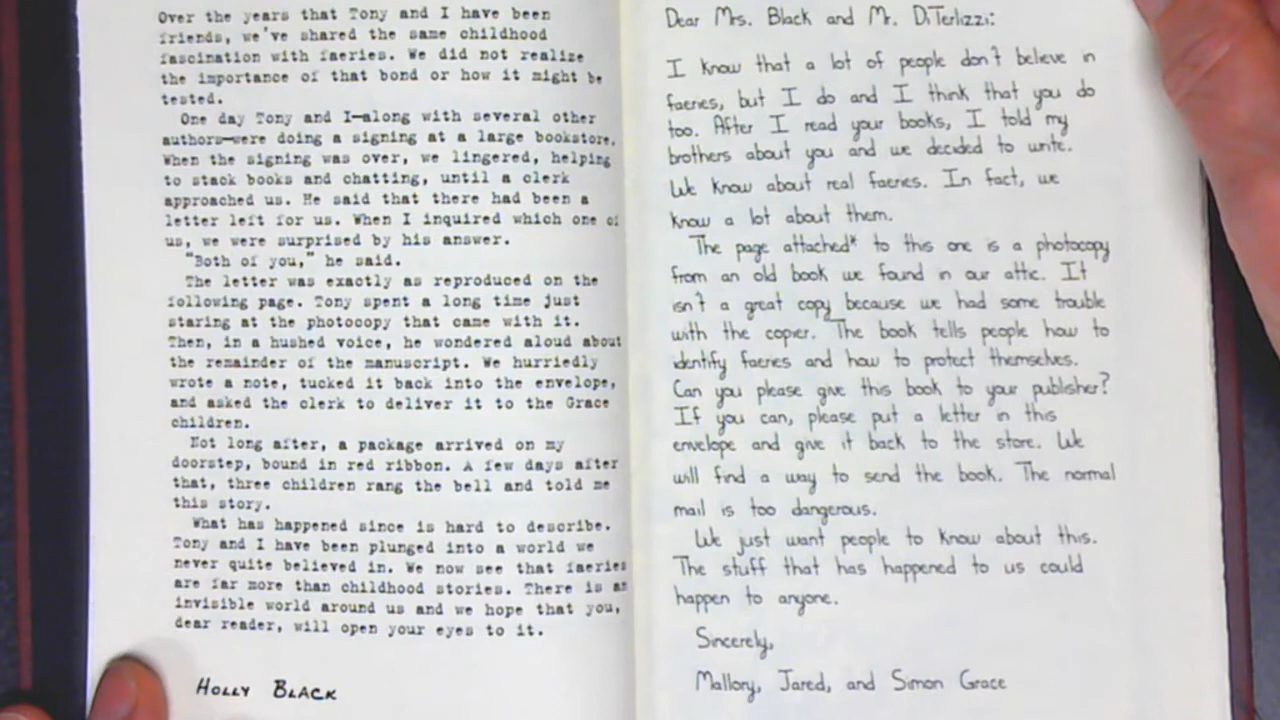 Over the years that Tony and I have been
friends, we've shared the same childhood
fascination with faeries. We did not realize
the importance of that bond or how it might be
tested.
One day Tony and I—along with several other
authors—were doing a signing at a large bookstore.
When the signing was over, we lingered, helping
to stack books and chatting, until a clerk
approached us. He said that there had been a
letter left for us. When I inquired which one of
us, we were surprised by his answer.
"Both of you," he said.
The letter was exactly as reproduced on the
following page. Tony spent a long time just
staring at the photocopy that came with it.
Then, in a hushed voice, he wondered aloud about
the remainder of the manuscript. We hurriedly
wrote a note, tucked it back into the envelope,
and asked the clerk to deliver it to the Grace
children.
Not long after, a package arrived on my
doorstep, bound in red ribbon. A few days after
that, three children rang the bell and told me
this story.
What has happened since is hard to describe.
Tony and I have been plunged into a world we
never quite believed in. We now see that faeries
are far more than childhood stories. There is an
invisible world around us and we hope that you,
dear reader, will open your eyes to it.
HOLLY BLACK
Dear Mrs. Black and Mr. DiTerlizzi:
I know that a lot of people don't believe in
faeries, but I do and I think that you do
too. After I read your books, I told my
brothers about you and we decided to write.
We know about real faeries. In fact, we
know a lot about them.
The page attached* to this one is a photocopy
from an old book we found in our attic. It
isn't a great copy because we had some trouble
with the copier. The book tells people how to
identify faeries and how to protect themselves.
Can you please give this book to your publisher?
If you can, please put a letter in this
envelope and give it back to the store. We
will find a way to send the book. The normal
mail is too dangerous.
We just want people to know about this.
The stuff that has happened to us could
happen to anyone.
Sincerely,
Mallory, Jared, and Simon Grace